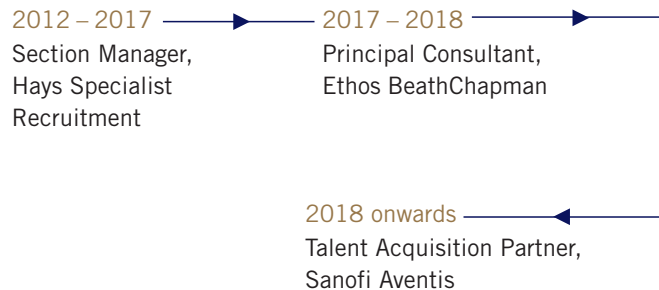 2012 – 2017
Section Manager,
Hays Specialist
Recruitment
2017 – 2018
Principal Consultant,
Ethos BeathChapman
2018 onwards
Talent Acquisition Partner,
Sanofi Aventis